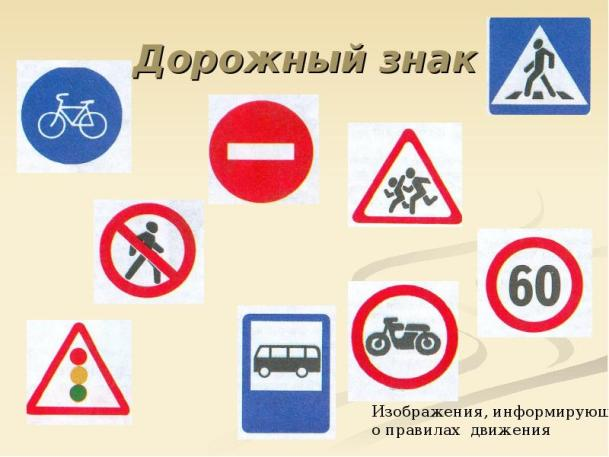 Дорожный знак
60
Изображения, информирующ
о правилах движения